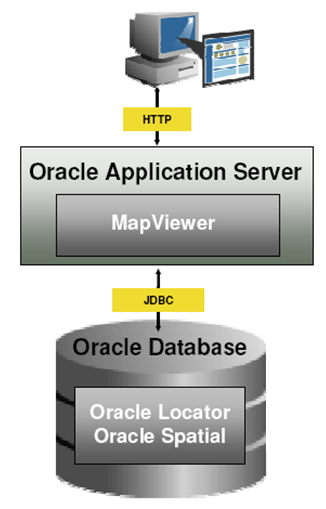 HTTP
Oracle Application Server
MapViewer
JDBC
Oracle Database
Oracle Locator
Oracle Spatial